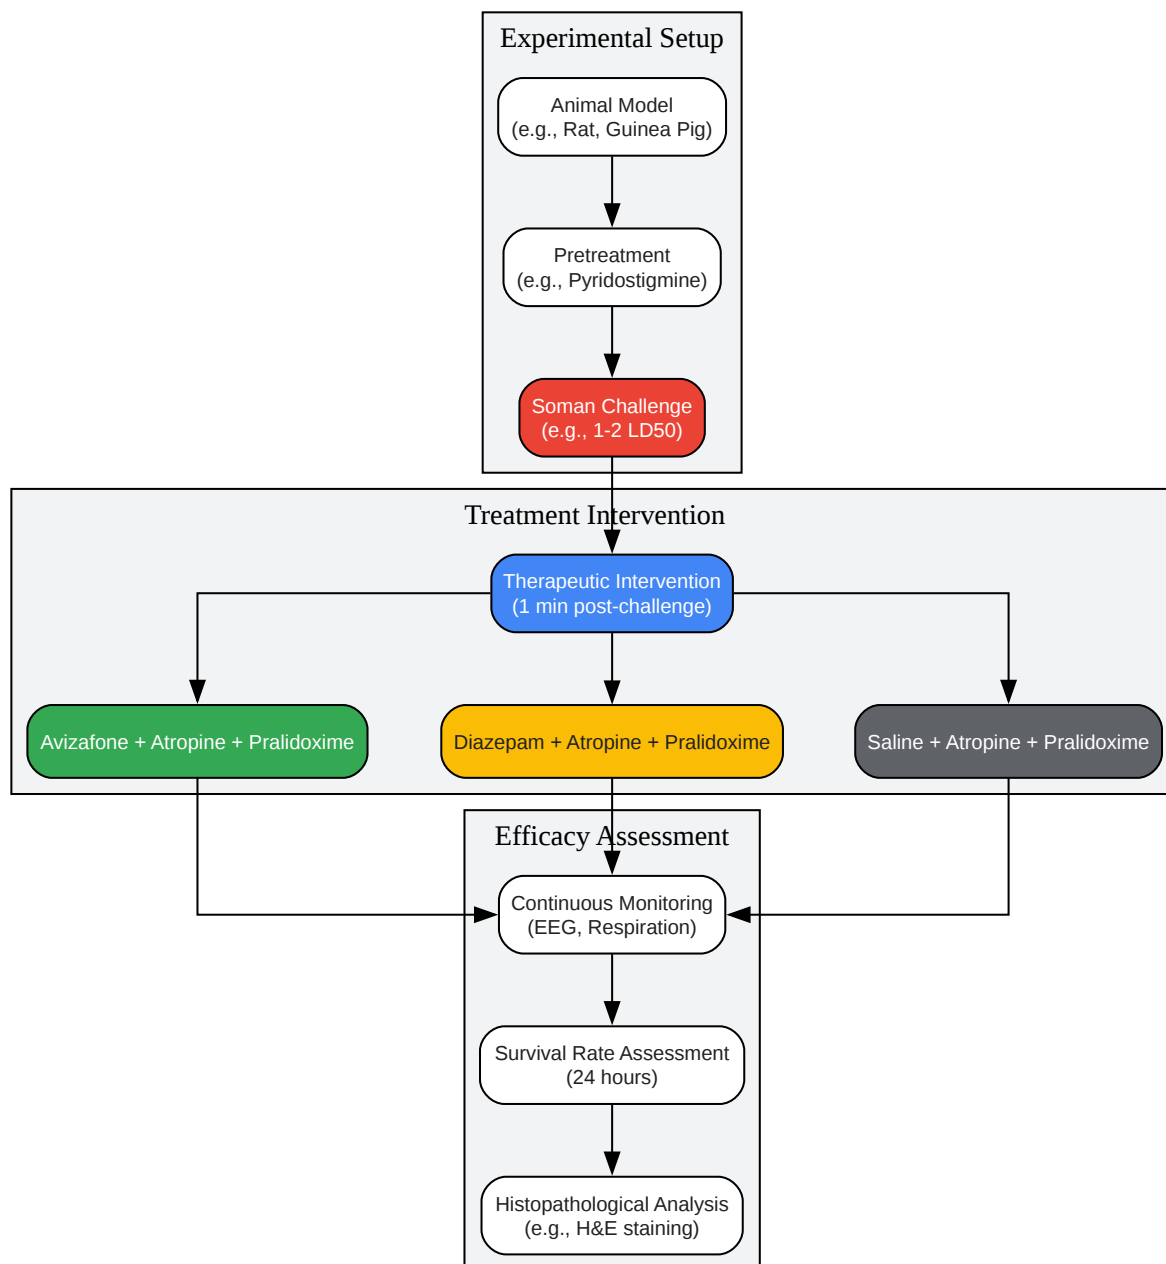 Experimental Setup
Animal Model
(e.g., Rat, Guinea Pig)
Pretreatment
(e.g., Pyridostigmine)
Soman Challenge
(e.g., 1-2 LD50)
Treatment Intervention
Therapeutic Intervention
(1 min post-challenge)
Avizafone + Atropine + Pralidoxime
Diazepam + Atropine + Pralidoxime
Saline + Atropine + Pralidoxime
Efficacy Assessment
Continuous Monitoring
(EEG, Respiration)
Survival Rate Assessment
(24 hours)
Histopathological Analysis
(e.g., H&E staining)